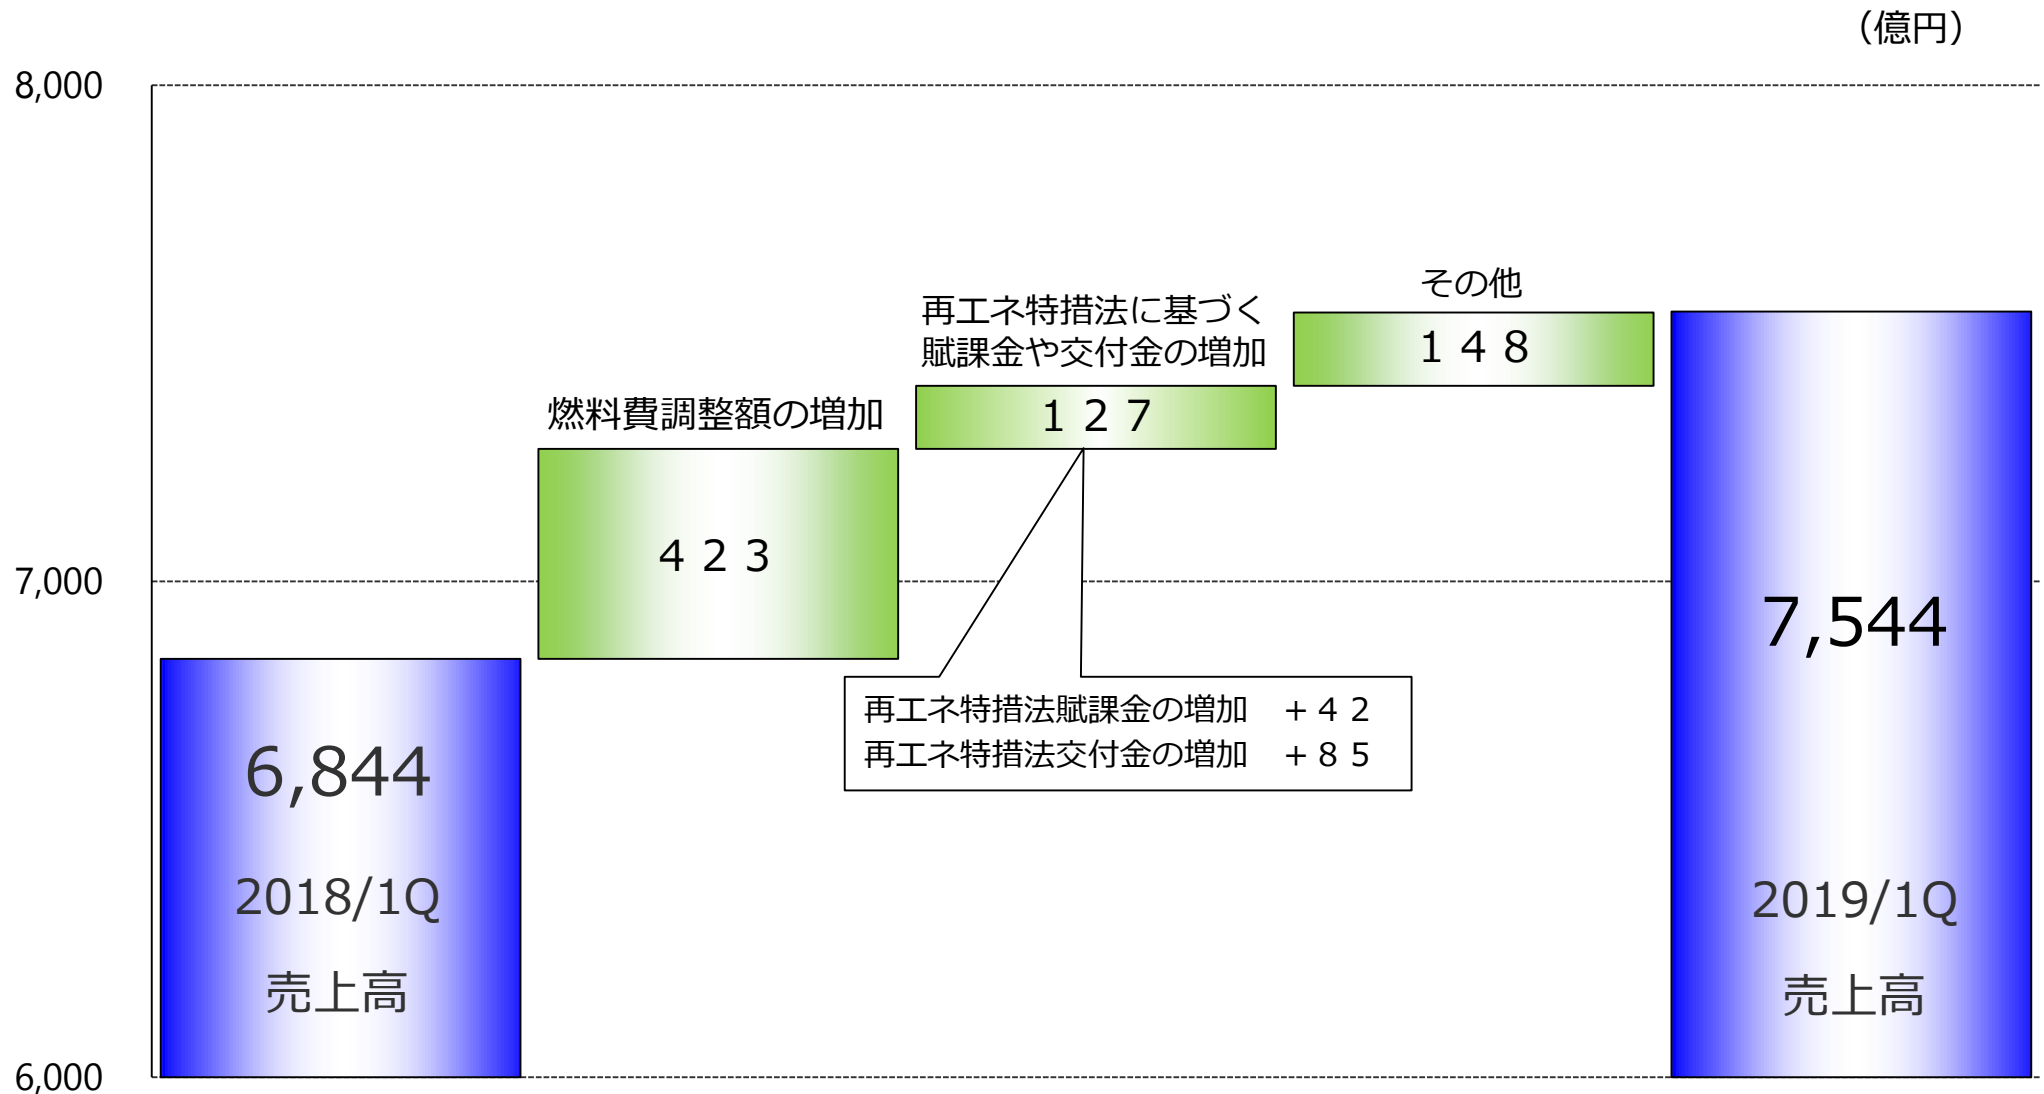 （億円）
8,000
その他
再エネ特措法に基づく
賦課金や交付金の増加
１４８
燃料費調整額の増加
１２７
４２３
7,000
7,544
再エネ特措法賦課金の増加　＋４２
再エネ特措法交付金の増加　＋８５
6,844
2018/1Q
売上高
2019/1Q
売上高
6,000